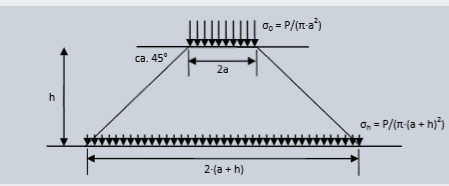 σ₀ = P/(π·a²)
ca. 45°
2a
h
σₕ = P/(π·(a + h)²)
2·(a + h)